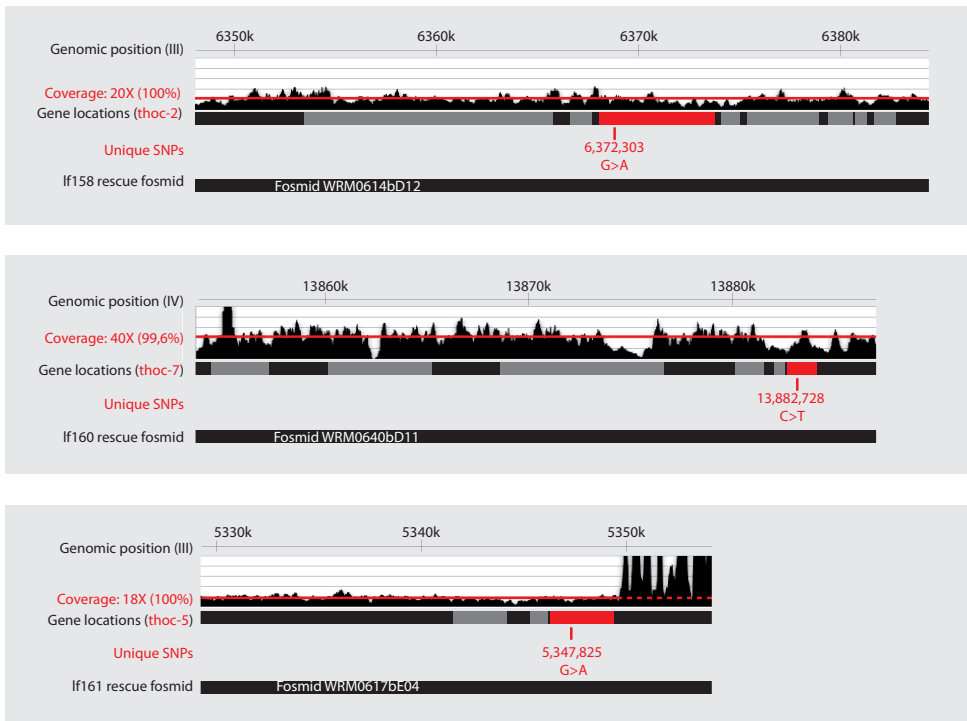 6350k 6360k 6370k 6380k
Genomic position (III)
Coverage: 20X (100%)
Gene locations (thoc-2)
Unique SNPs
6,372,303
G>A
lf158 rescue fosmid
Fosmid WRM0614bD12
13860k 13870k 13880k
Genomic position (IV)
Coverage: 40X (99,6%)
Gene locations (thoc-7)
Unique SNPs
13,882,728
C>T
lf160 rescue fosmid
Fosmid WRM0640bD11
5330k 5340k 5350k
Genomic position (III)
Coverage: 18X (100%)
Gene locations (thoc-5)
Unique SNPs
5,347,825
G>A
lf161 rescue fosmid
Fosmid WRM0617bE04